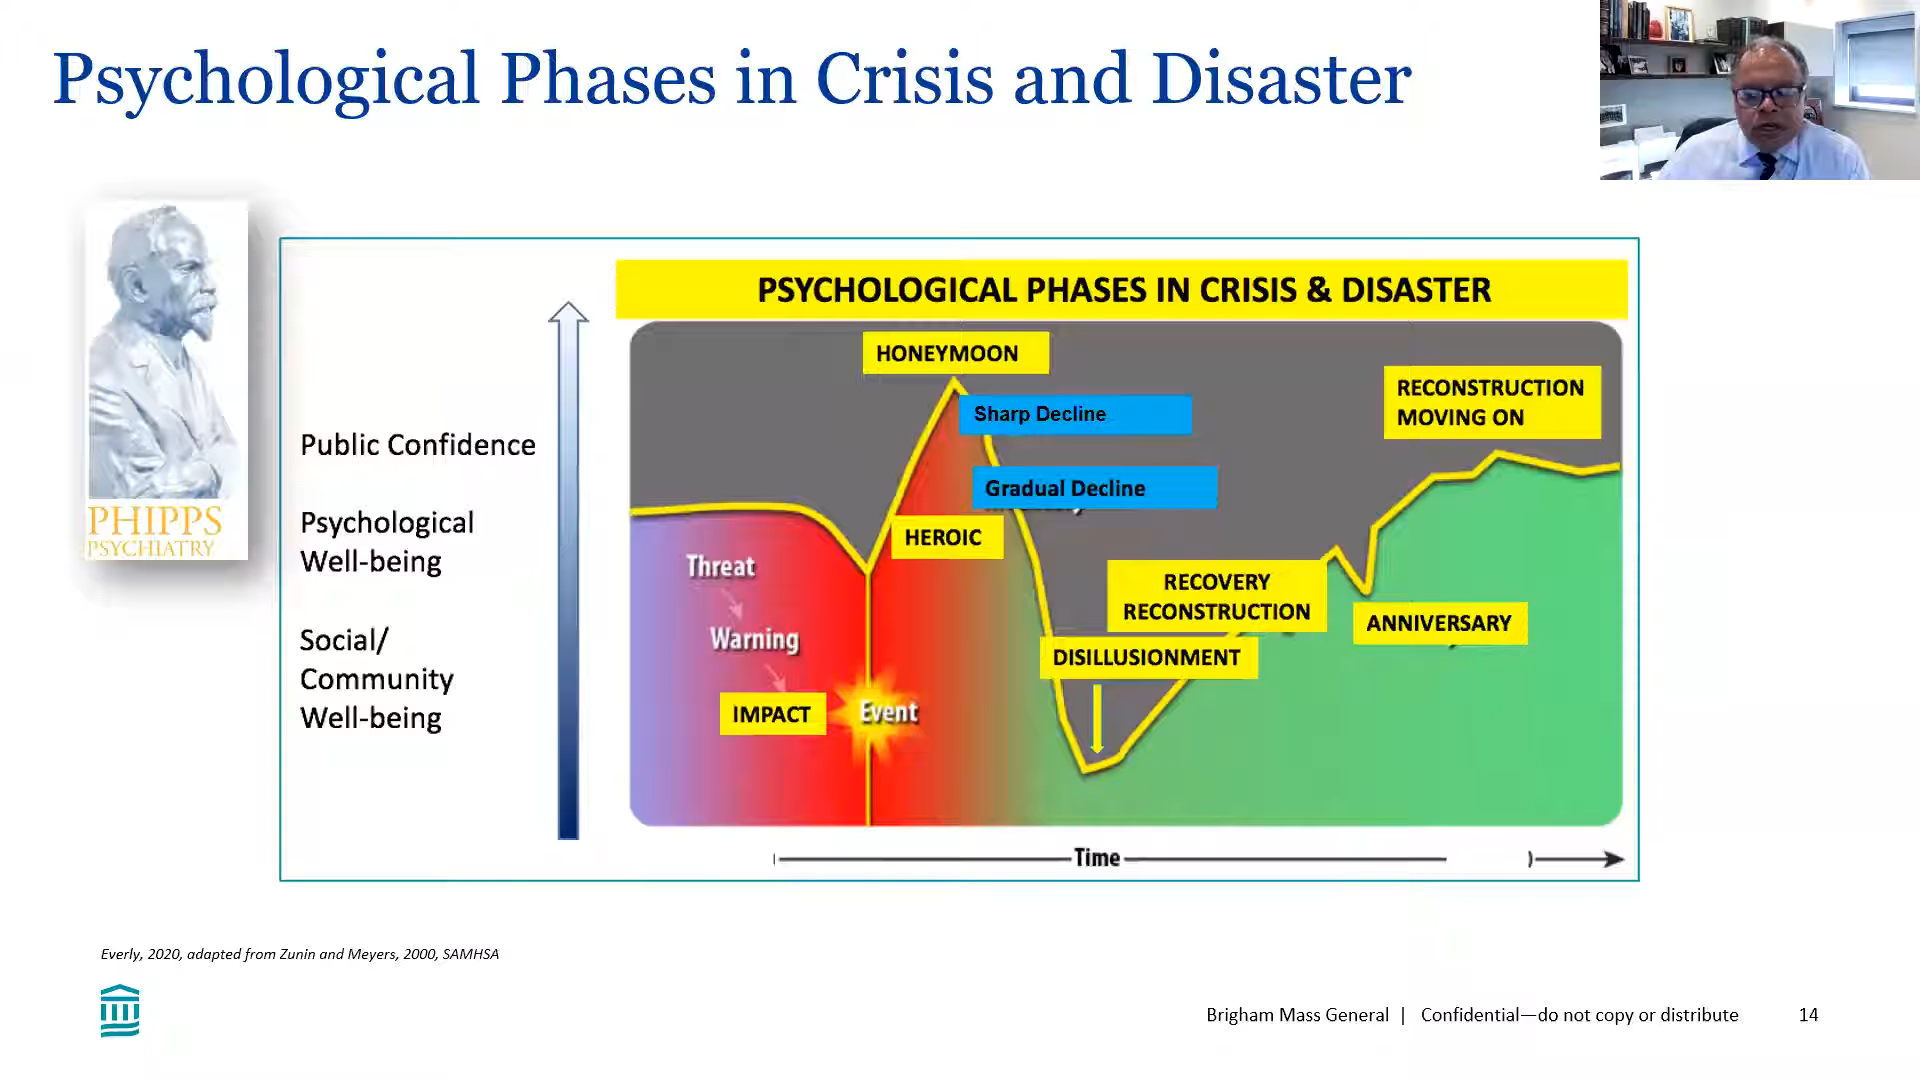 Psychological Phases in Crisis and Disaster
PHIPPS
PSYCHIATRY
PSYCHOLOGICAL PHASES IN CRISIS & DISASTER
Public Confidence
Psychological
Well-being
Social/
Community
Well-being
HONEYMOON
Sharp Decline
Gradual Decline
HEROIC
RECONSTRUCTION
MOVING ON
Threat
Warning
IMPACT
Event
RECOVERY
RECONSTRUCTION
DISILLUSIONMENT
ANNIVERSARY
Time
Everly, 2020, adapted from Zunin and Meyers, 2000, SAMHSA
Brigham Mass General | Confidential—do not copy or distribute 14